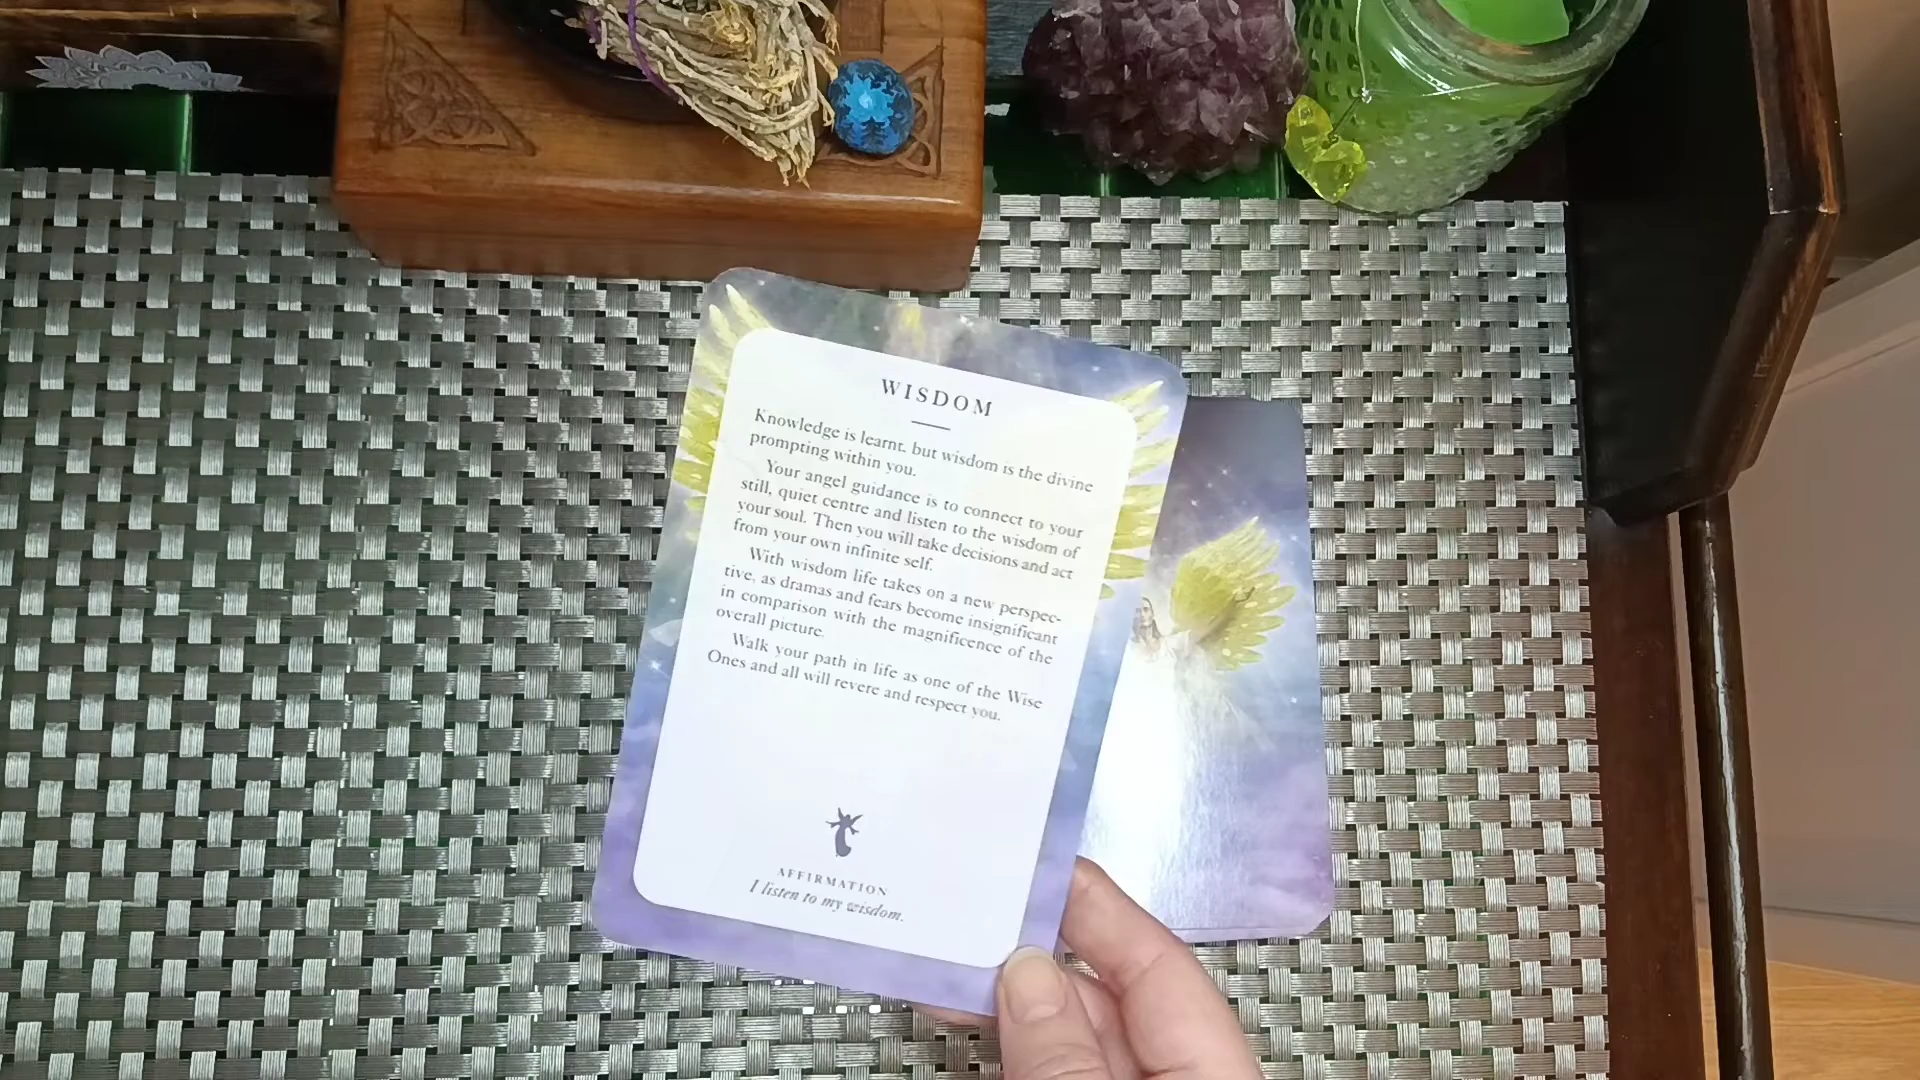 WISDOM
Knowledge is learnt, but wisdom is the divine
prompting within you.
Your angel guidance is to connect to your
still, quiet centre and listen to the wisdom of
your soul. Then you will take decisions and act
from your own infinite self.
With wisdom life takes on a new perspec-
tive, as dramas and fears become insignificant
in comparison with the magnificence of the
overall picture.
Walk your path in life as one of the Wise
Ones and all will revere and respect you.
AFFIRMATION
I listen to my wisdom.